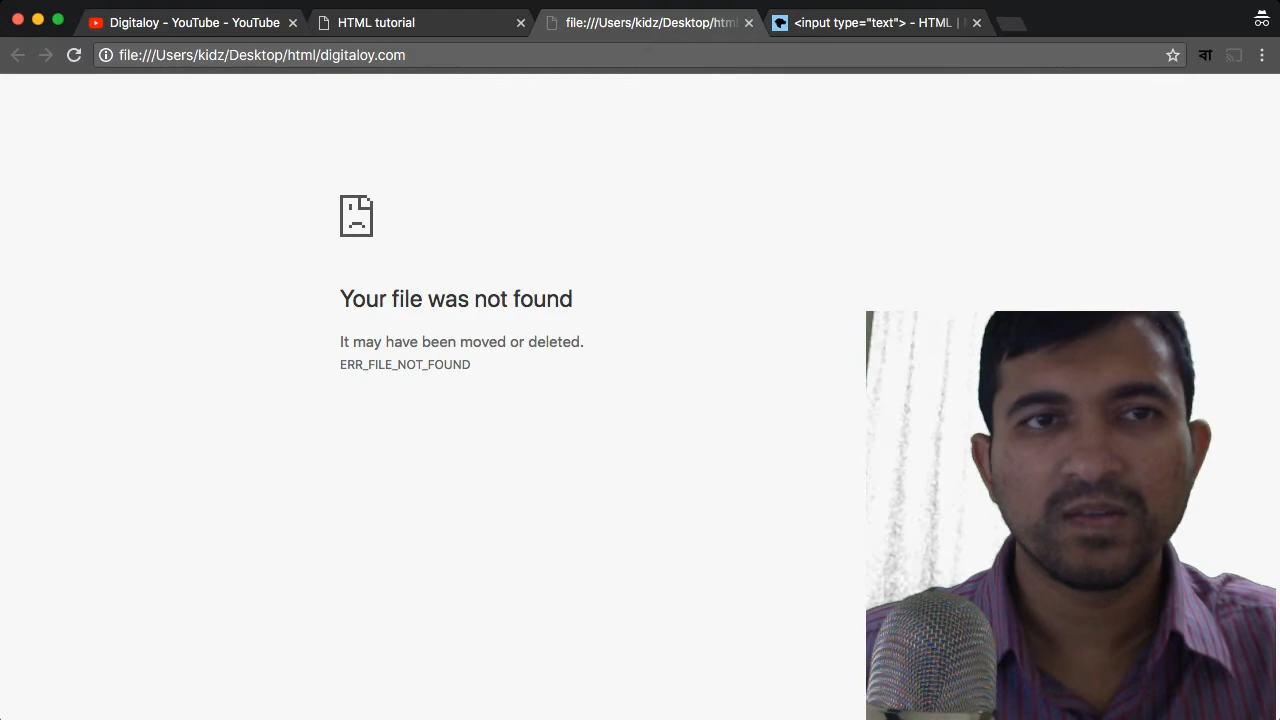 Digitaloy - YouTube - YouTube
HTML tutorial
file:///Users/kidz/Desktop/html
<input type="text"> - HTML |
file:///Users/kidz/Desktop/html/digitaloy.com
বা
Your file was not found
It may have been moved or deleted.
ERR_FILE_NOT_FOUND